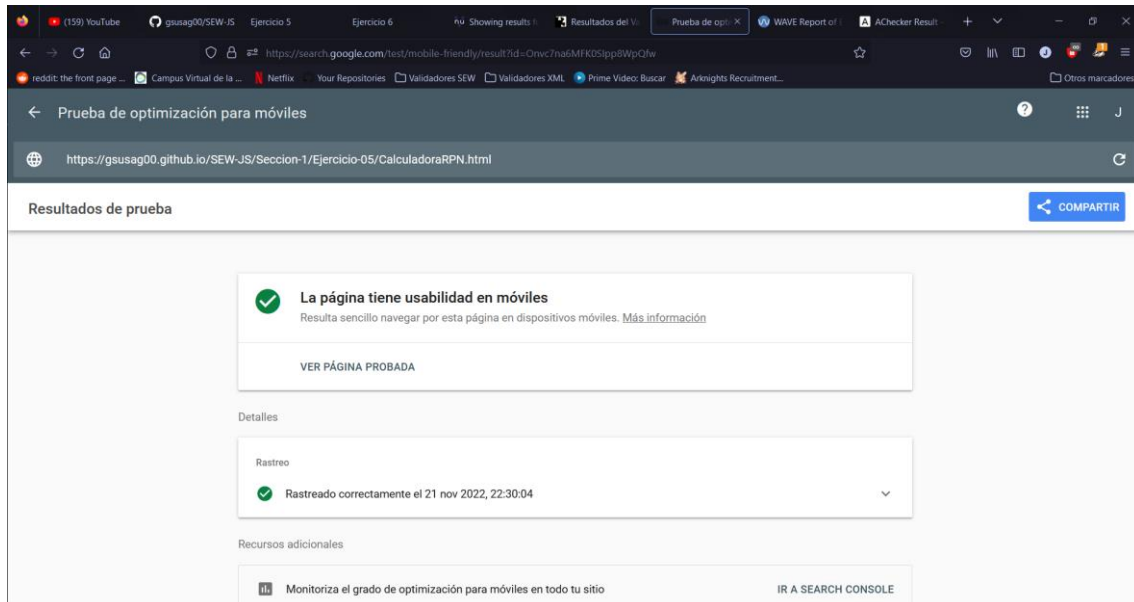 (159) YouTube
gsusag00/SEW-JS
Ejercicio 5
Ejercicio 6
Showing results f
Resultados del Va
Prueba de opti
WAVE Report of
AChecker Result
https://search.google.com/test/mobile-friendly/result?id=Onvc7na6MFK0SIpp8WpQfw
reddit: the front page ...
Campus Virtual de la ...
Netflix
Your Repositories
Validadores SEW
Validadores XML
Prime Video: Buscar
Arknights Recruitment...
Otros marcadores
Prueba de optimización para móviles
J
https://gsusag00.github.io/SEW-JS/Seccion-1/Ejercicio-05/CalculadoraRPN.html
Resultados de prueba
COMPARTIR
La página tiene usabilidad en móviles
Resulta sencillo navegar por esta página en dispositivos móviles. Más información
VER PÁGINA PROBADA
Detalles
Rastreo
Rastreado correctamente el 21 nov 2022, 22:30:04
Recursos adicionales
Monitoriza el grado de optimización para móviles en todo tu sitio
IR A SEARCH CONSOLE